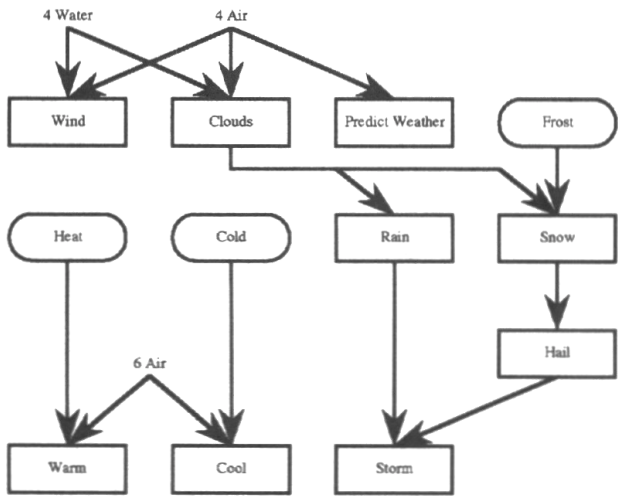 4 Water
4 Air
Wind
Clouds
Predict Weather
Frost
Heat
Cold
Rain
Snow
Hail
6 Air
Warm
Cool
Storm